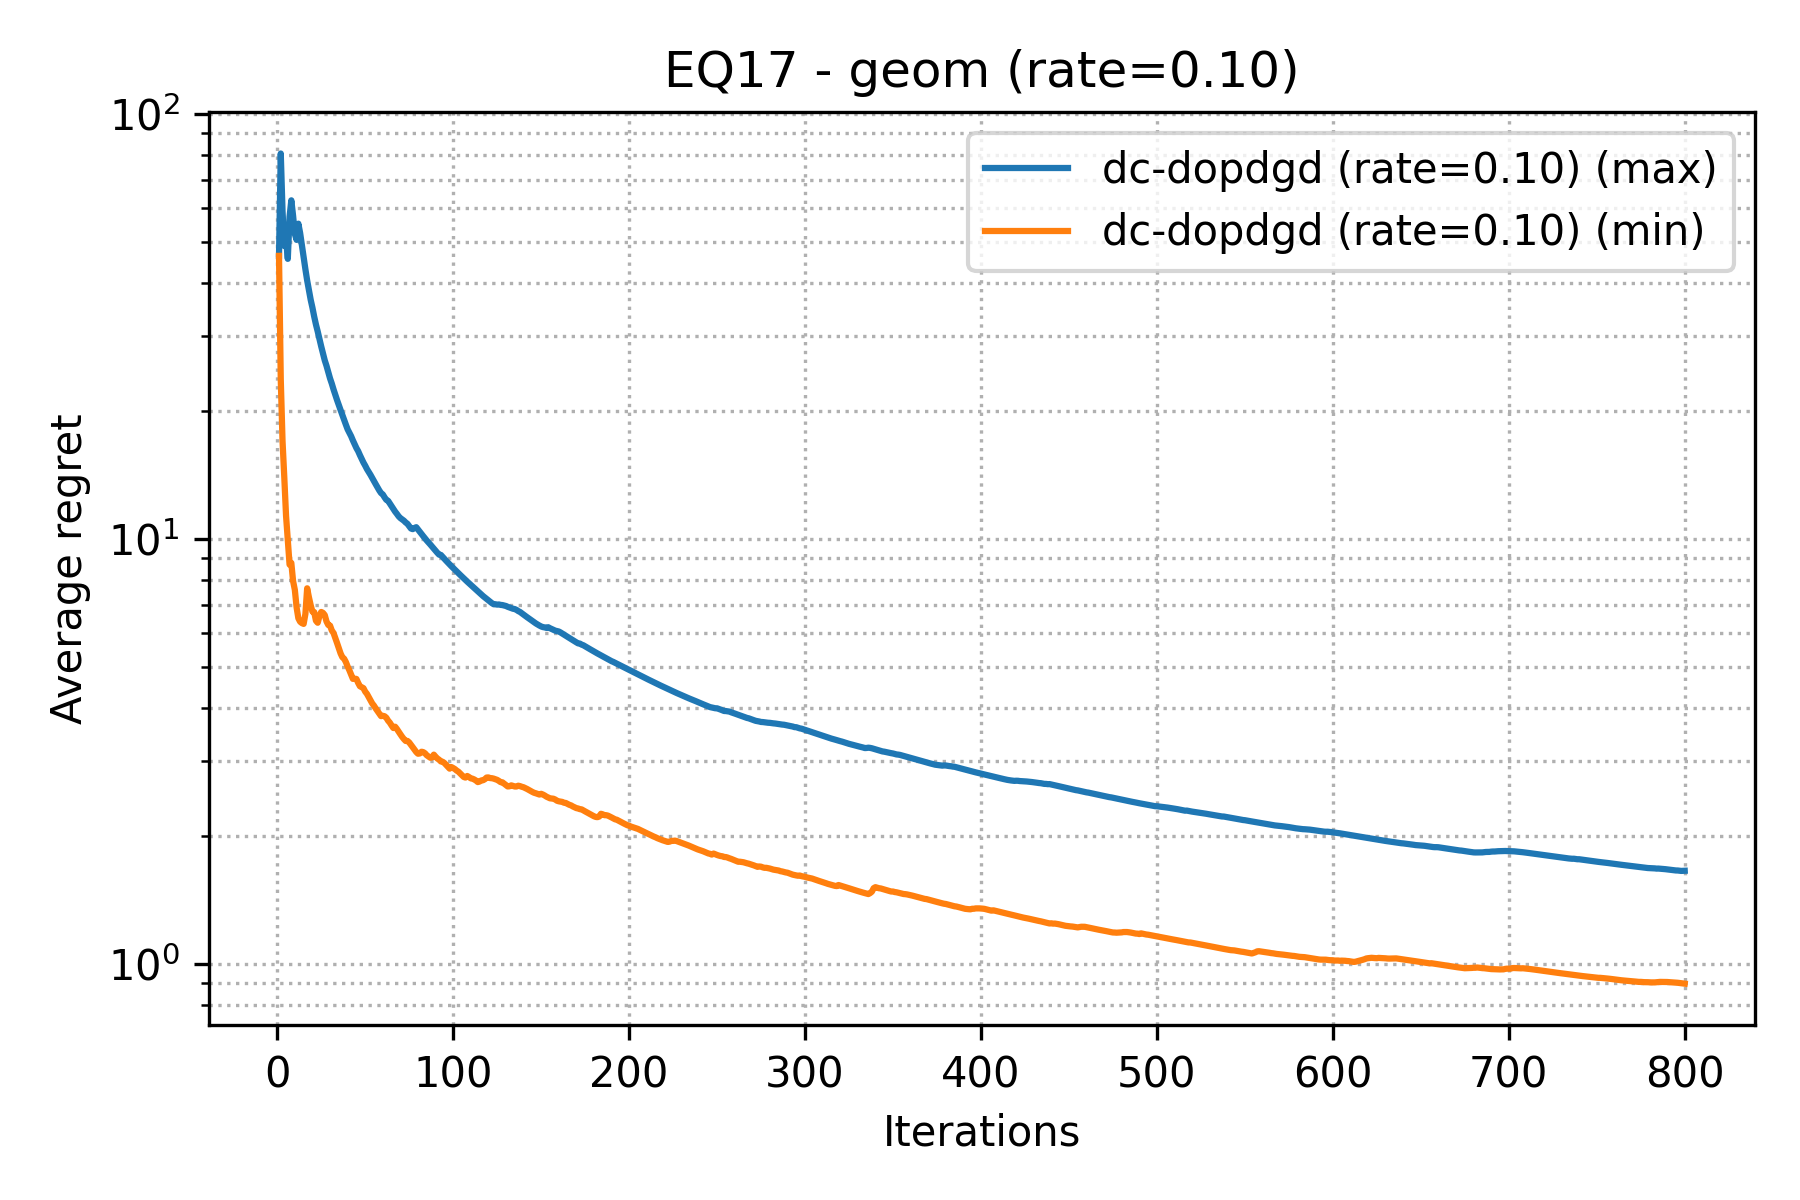 EQ17 - geom (rate=0.10)
dc-dopdgd (rate=0.10) (max)
dc-dopdgd (rate=0.10) (min)
Average regret
10²
10¹
10⁰
0 100 200 300 400 500 600 700 800
Iterations